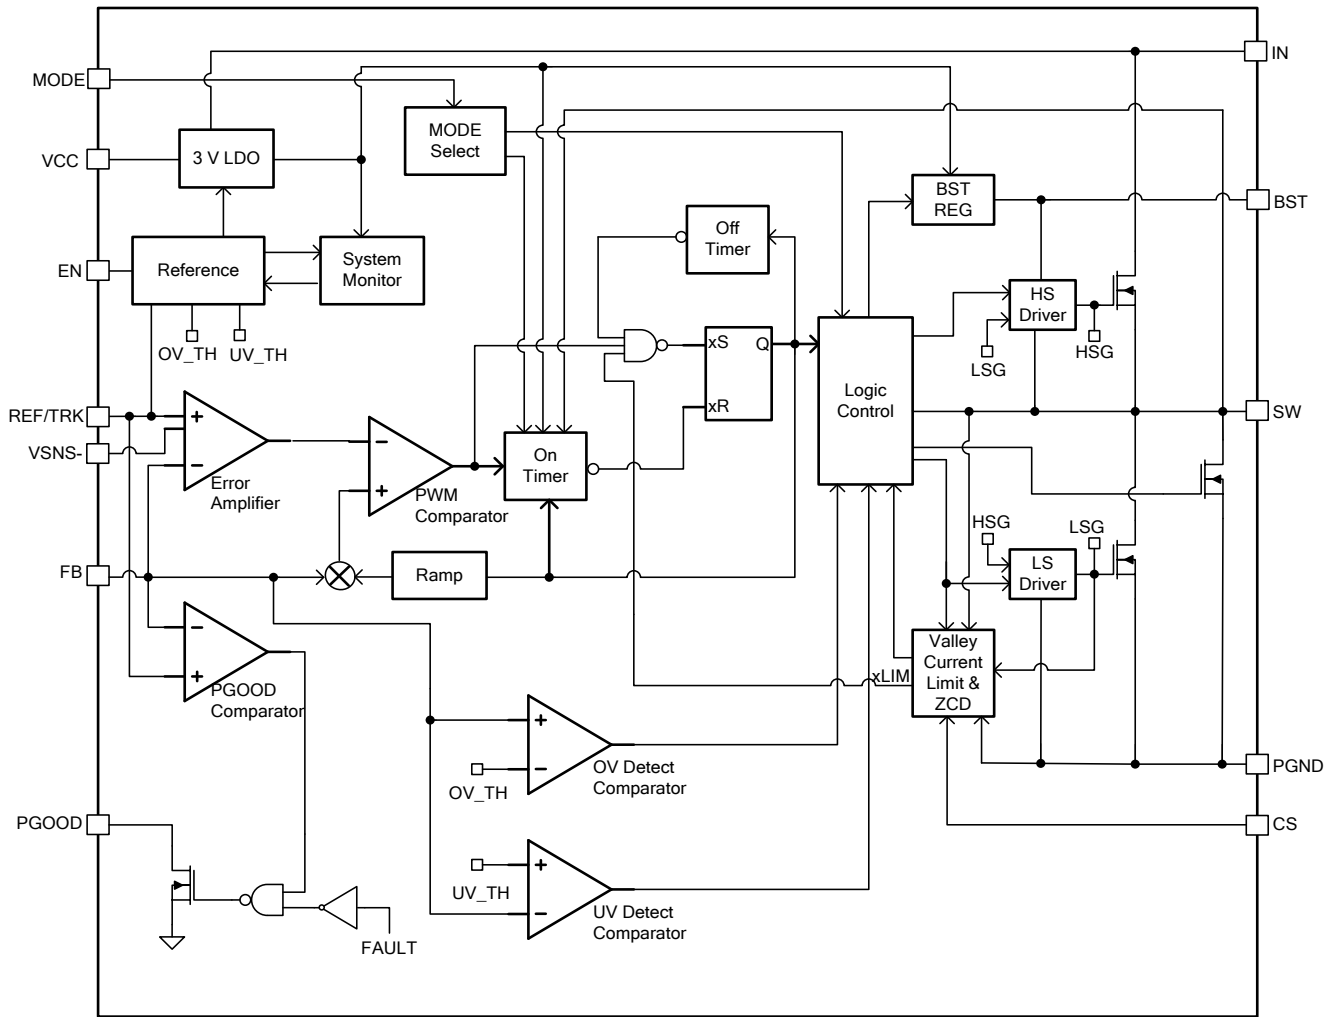 IN
MODE
MODE
Select
VCC
3 V LDO
BST
REG
BST
Off
Timer
EN
Reference
System
Monitor
HS
Driver
OV_TH
UV_TH
xS
Q
LSG
HSG
REF/TRK
Logic
Control
SW
xR
VSNS-
On
Timer
Error
Amplifier
PWM
Comparator
HSG
LSG
FB
Ramp
LS
Driver
Valley
Current
Limit &
ZCD
xLIM
PGOOD
Comparator
OV_TH
OV Detect
Comparator
PGND
PGOOD
CS
UV_TH
UV Detect
Comparator
FAULT
+
−
−
+
−
+
+
−
+
−